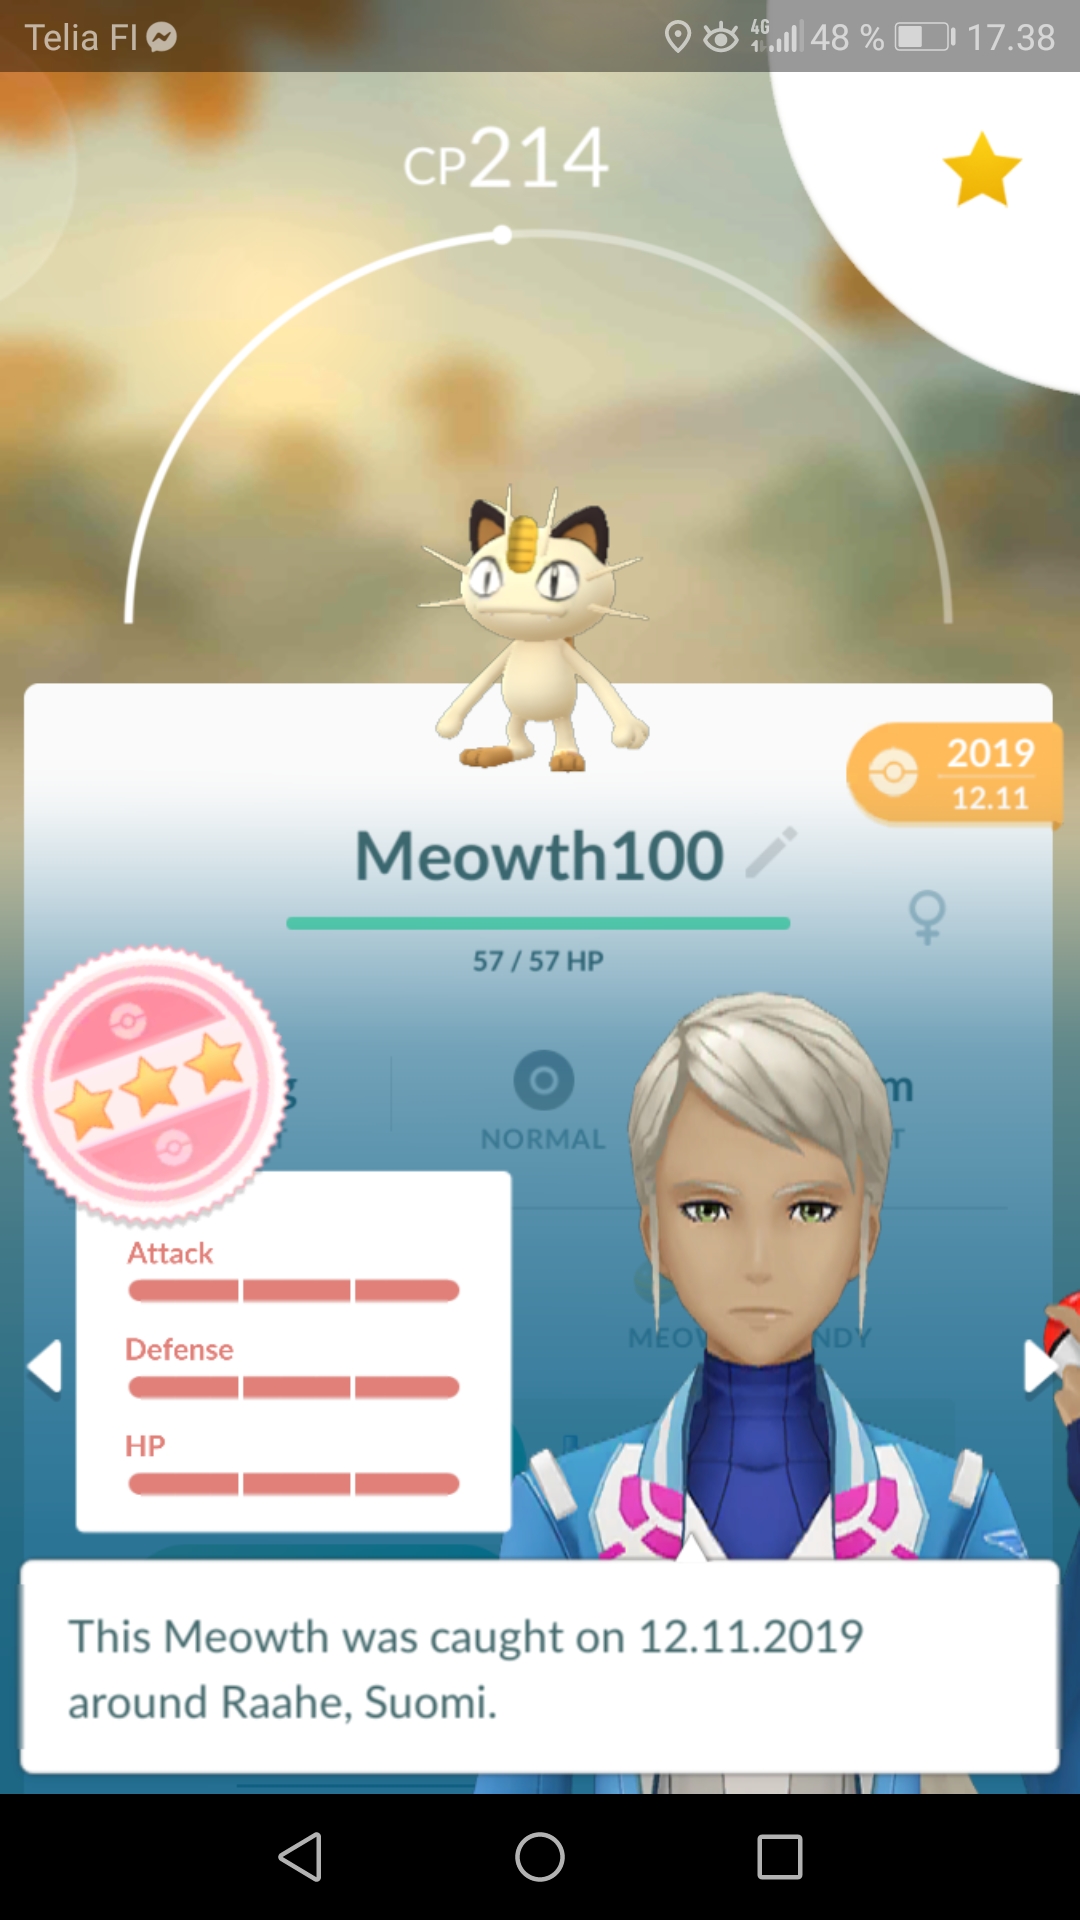 Telia FI
4G
48 %
17.38
CP214
2019
12.11
Meowth100
57 / 57 HP
NORMAL
Attack
Defense
HP
This Meowth was caught on 12.11.2019
around Raahe, Suomi.